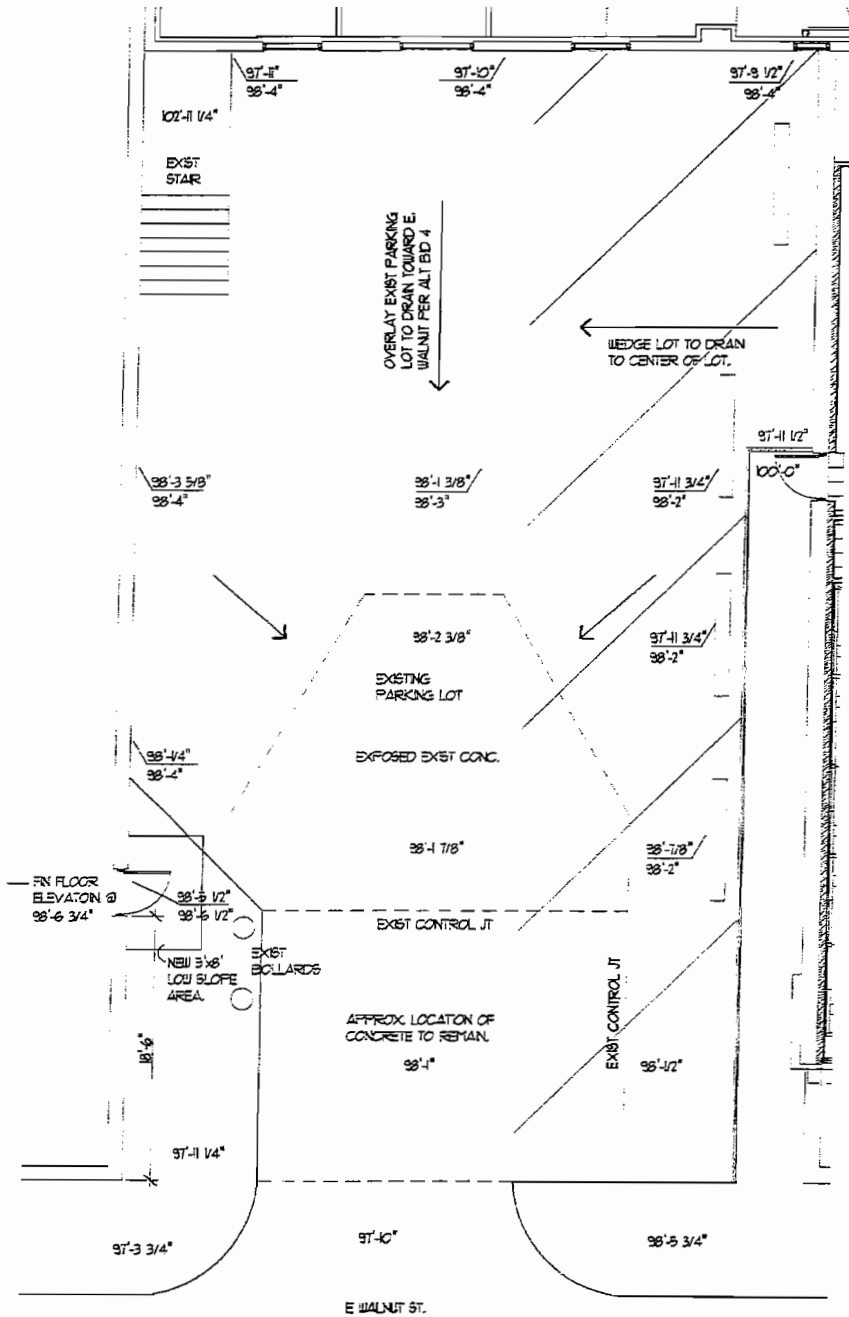 97'-11"
98'-4"
97'-10"
98'-4"
97'-9 1/2"
98'-4"
102'-11 1/4"
EXIST
STAIR
OVERLAY EXIST PARKING
LOT TO DRAIN TOWARD E.
WALNUT PER ALT BID 4
WEDGE LOT TO DRAIN
TO CENTER OF LOT.
97'-11 1/2"
100'-0"
98'-3 5/8"
98'-4"
98'-1 3/8"
98'-3"
97'-11 3/4"
98'-2"
98'-2 3/8"
97'-11 3/4"
98'-2"
EXISTING
PARKING LOT
98'-1/4"
98'-4"
EXPOSED EXIST CONC.
98'-1 7/8"
98'-7/8"
98'-2"
FIN FLOOR
ELEVATION @
98'-6 3/4"
98'-5 1/2"
98'-6 1/2"
EXIST CONTROL JT
EXIST
BOLLARDS
NEW 3'x8'
LOW SLOPE
AREA.
APPROX. LOCATION OF
CONCRETE TO REMAIN.
98'-1"
EXIST CONTROL JT
98'-1/2"
18'-6"
97'-11 1/4"
97'-3 3/4"
97'-10"
98'-5 3/4"
E WALNUT ST.